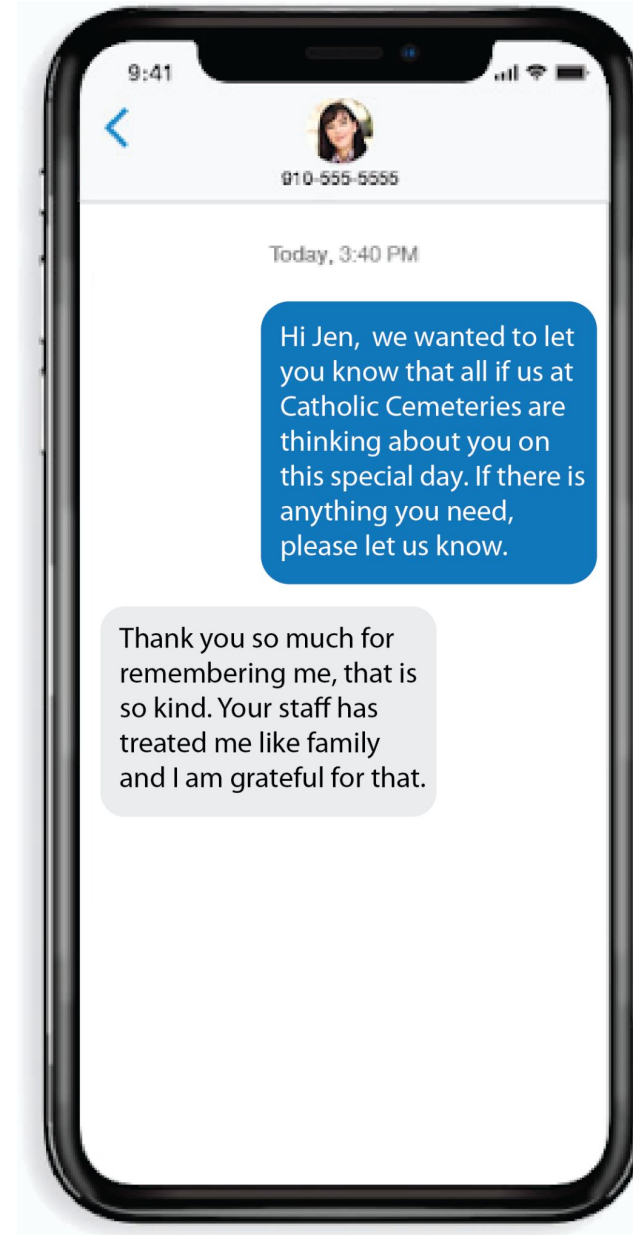 9:41
910-555-5555
Today, 3:40 PM
Hi Jen,  we wanted to let
you know that all if us at
Catholic Cemeteries are
thinking about you on
this special day. If there is
anything you need,
please let us know.
Thank you so much for
remembering me, that is
so kind. Your staff has
treated me like family
and I am grateful for that.